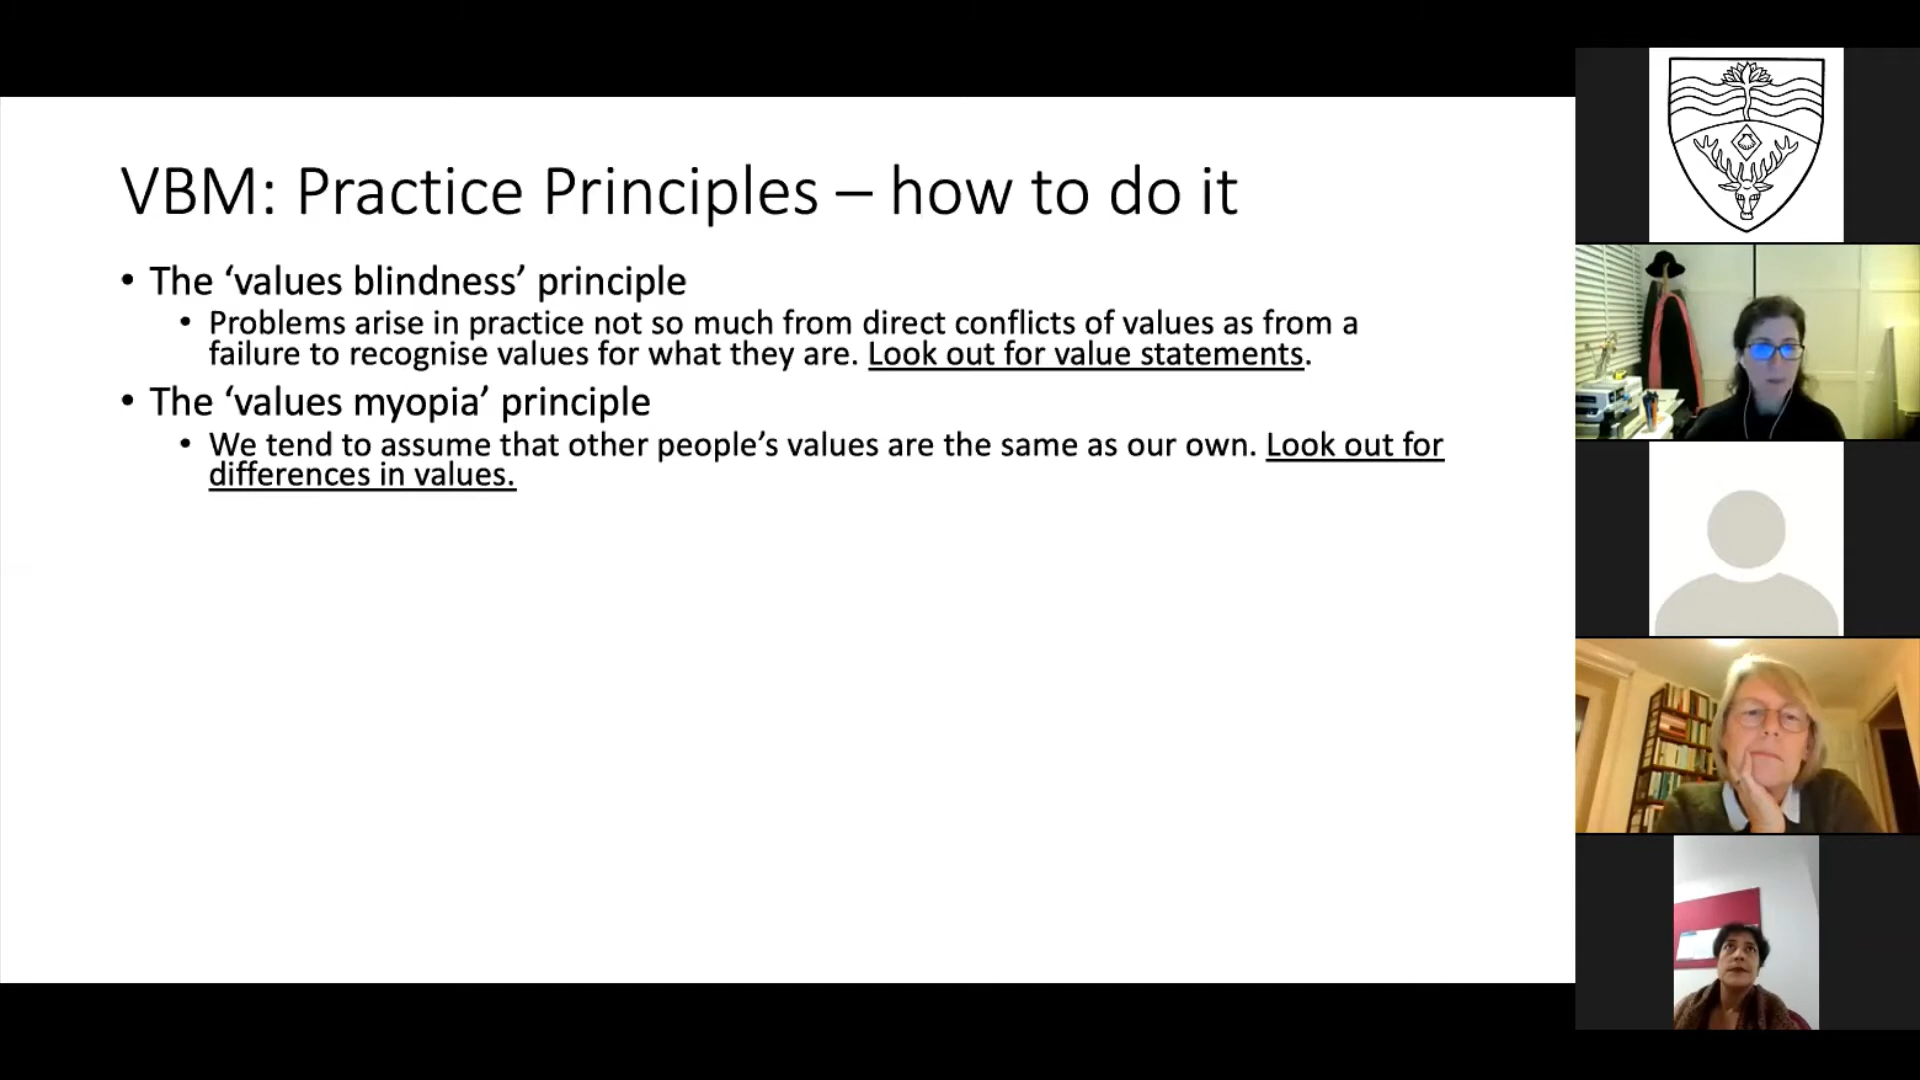 VBM: Practice Principles – how to do it
• The ‘values blindness’ principle
• Problems arise in practice not so much from direct conflicts of values as from a
failure to recognise values for what they are. Look out for value statements.
• The ‘values myopia’ principle
• We tend to assume that other people’s values are the same as our own. Look out for
differences in values.